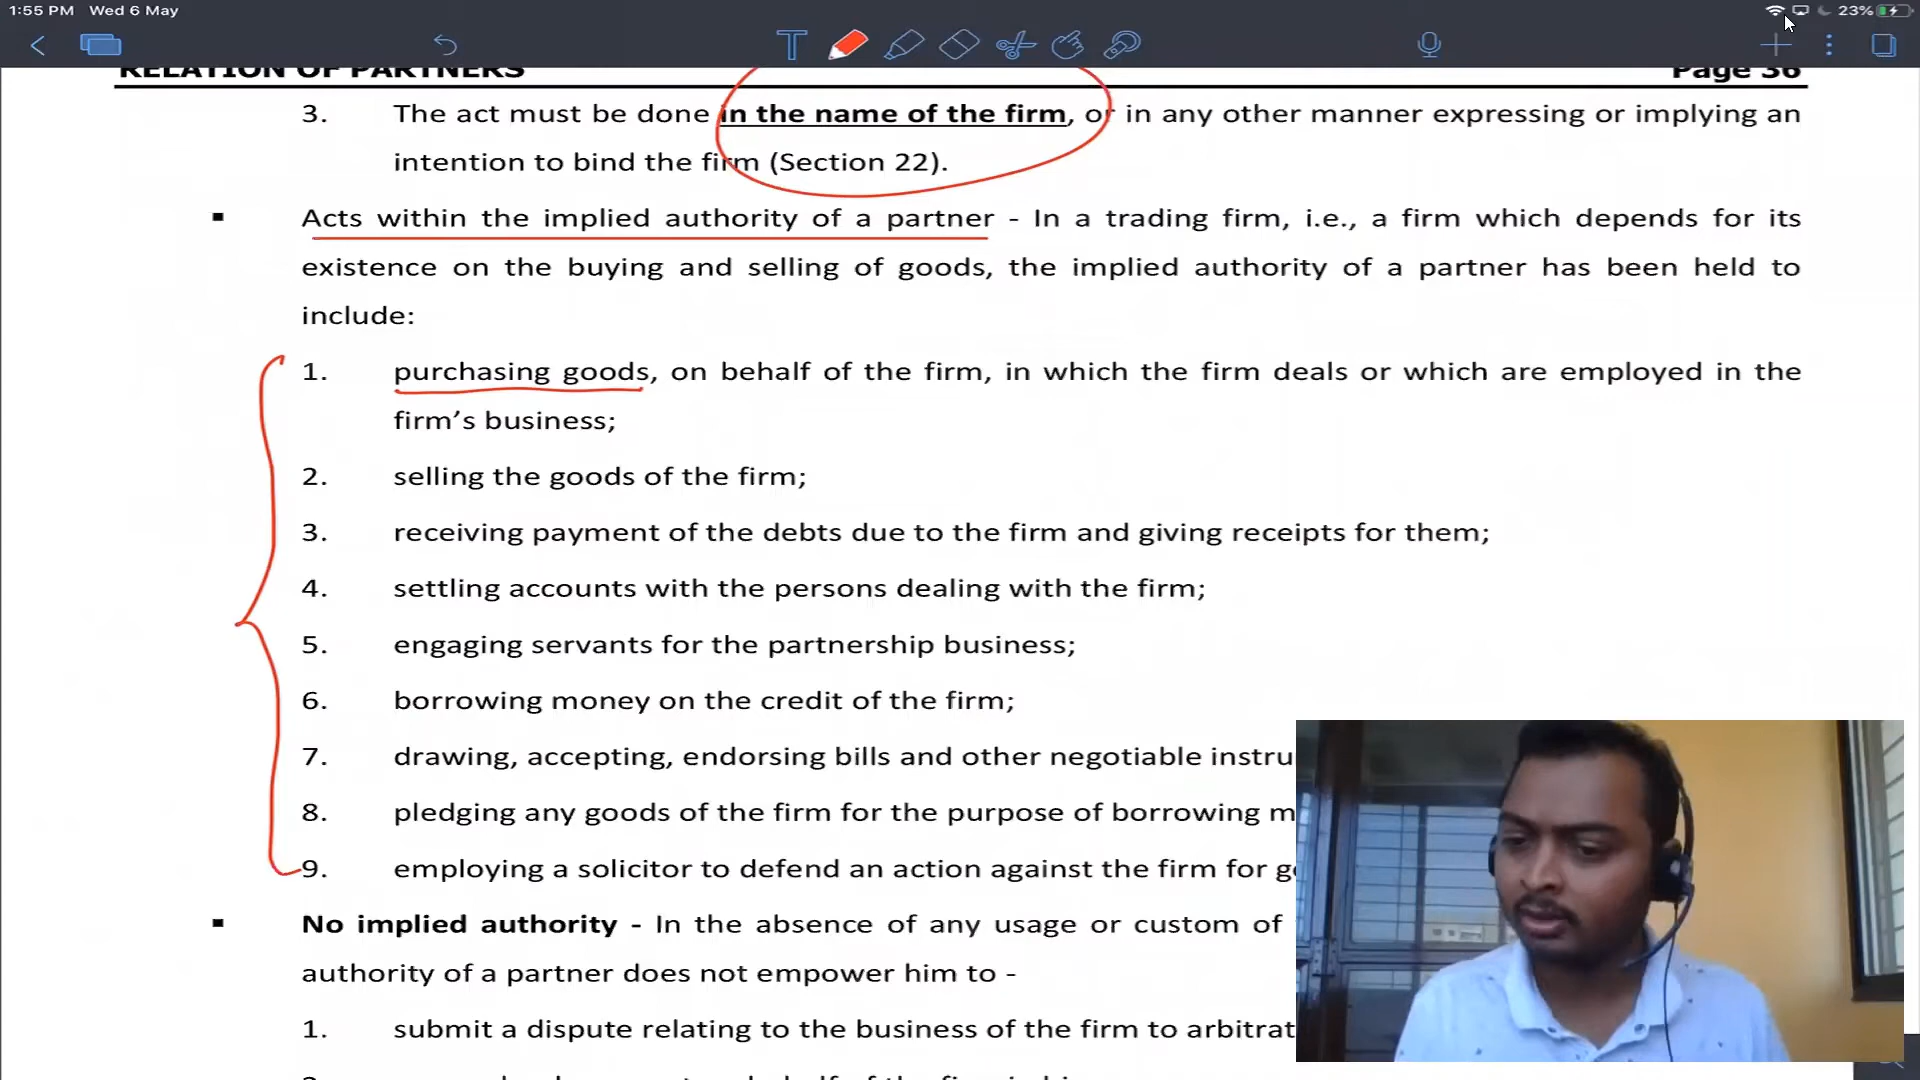 1:55 PM Wed 6 May
23%
RELATION OF PARTNERS Page 36
3. The act must be done in the name of the firm, or in any other manner expressing or implying an
intention to bind the firm (Section 22).
▪ Acts within the implied authority of a partner - In a trading firm, i.e., a firm which depends for its
existence on the buying and selling of goods, the implied authority of a partner has been held to
include:
1. purchasing goods, on behalf of the firm, in which the firm deals or which are employed in the
firm’s business;
2. selling the goods of the firm;
3. receiving payment of the debts due to the firm and giving receipts for them;
4. settling accounts with the persons dealing with the firm;
5. engaging servants for the partnership business;
6. borrowing money on the credit of the firm;
7. drawing, accepting, endorsing bills and other negotiable instru
8. pledging any goods of the firm for the purpose of borrowing m
9. employing a solicitor to defend an action against the firm for g
▪ No implied authority - In the absence of any usage or custom of
authority of a partner does not empower him to -
1. submit a dispute relating to the business of the firm to arbitrat